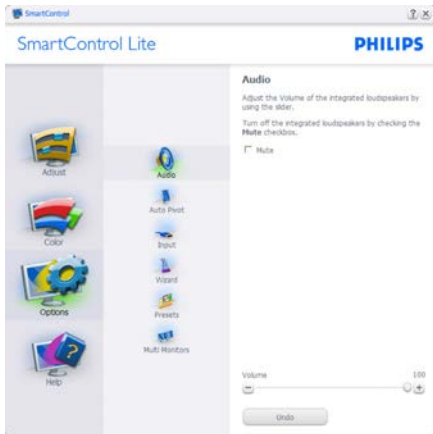 SmartControl
SmartControl Lite
PHILIPS
Adjust
Color
Options
Help
Audio
Auto Pivot
Input
Wizard
Presets
Multi Monitors
Audio
Adjust the Volume of the integrated loudspeakers by
using the slider.
Turn off the integrated loudspeakers by checking the
Mute checkbox.
Mute
Volume 100
Undo